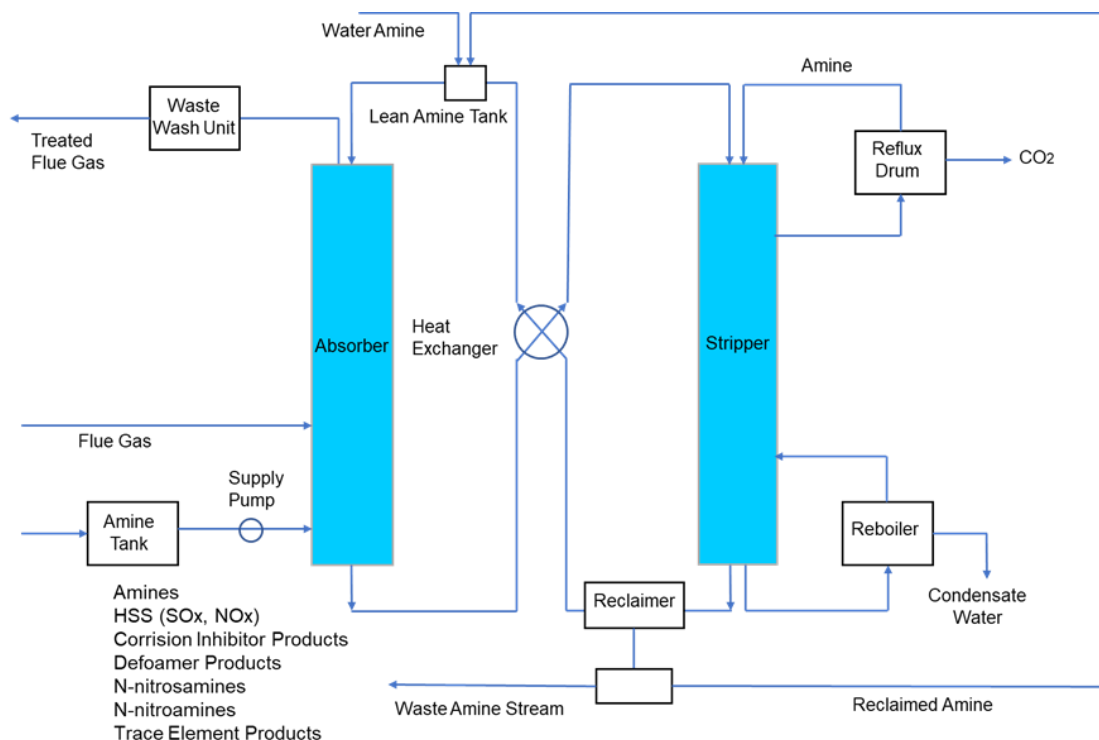 Water Amine
Amine
Waste
Wash Unit
Lean Amine Tank
Treated
Flue Gas
Reflux
Drum
CO2
Heat
Exchanger
Absorber
Stripper
Flue Gas
Supply
Pump
Amine
Tank
Reboiler
Reclaimer
Condensate
Water
Amines
HSS (SOx, NOx)
Corrision Inhibitor Products
Defoamer Products
N-nitrosamines
N-nitroamines
Trace Element Products
Waste Amine Stream
Reclaimed Amine